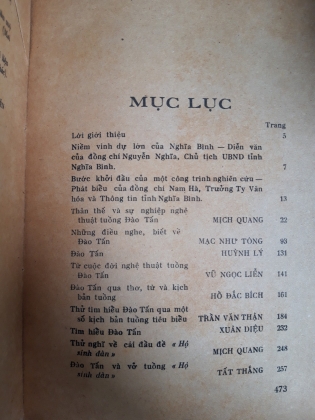 MỤC LỤC
Trang
Lời giới thiệu 5
Niềm vinh dự lớn của Nghĩa Bình — Diễn văn
của đồng chí Nguyễn Nghĩa, Chủ tịch UBND tỉnh
Nghĩa Bình. 7
Bước khởi đầu của một công trình nghiên cứu —
Phát biểu của đồng chí Nam Hà, Trưởng Ty Văn
hóa và Thông tin tỉnh Nghĩa Bình. 13
Thân thế và sự nghiệp nghệ
thuật tuồng Đào Tấn MỊCH QUANG 22
Những điều nghe, biết về
Đào Tấn MẠC NHƯ TÒNG 93
Đào Tấn HUỲNH LÝ 131
Từ cuộc đời nghệ thuật tuồng
Đào Tấn VŨ NGỌC LIỄN 141
Đào Tấn qua thơ, từ và kịch
bản tuồng HỒ ĐẮC BÍCH 161
Thử tìm hiểu Đào Tấn qua một
số kịch bản tuồng tiêu biểu TRẦN VĂN THẬN 184
Tìm hiểu Đào Tấn XUÂN DIỆU 232
Thử nghĩ về cái đầu đề « Hộ
sinh đàn » MỊCH QUANG 248
Đào Tấn và vở tuồng « Hộ
sinh đàn » TẤT THẮNG 257
473